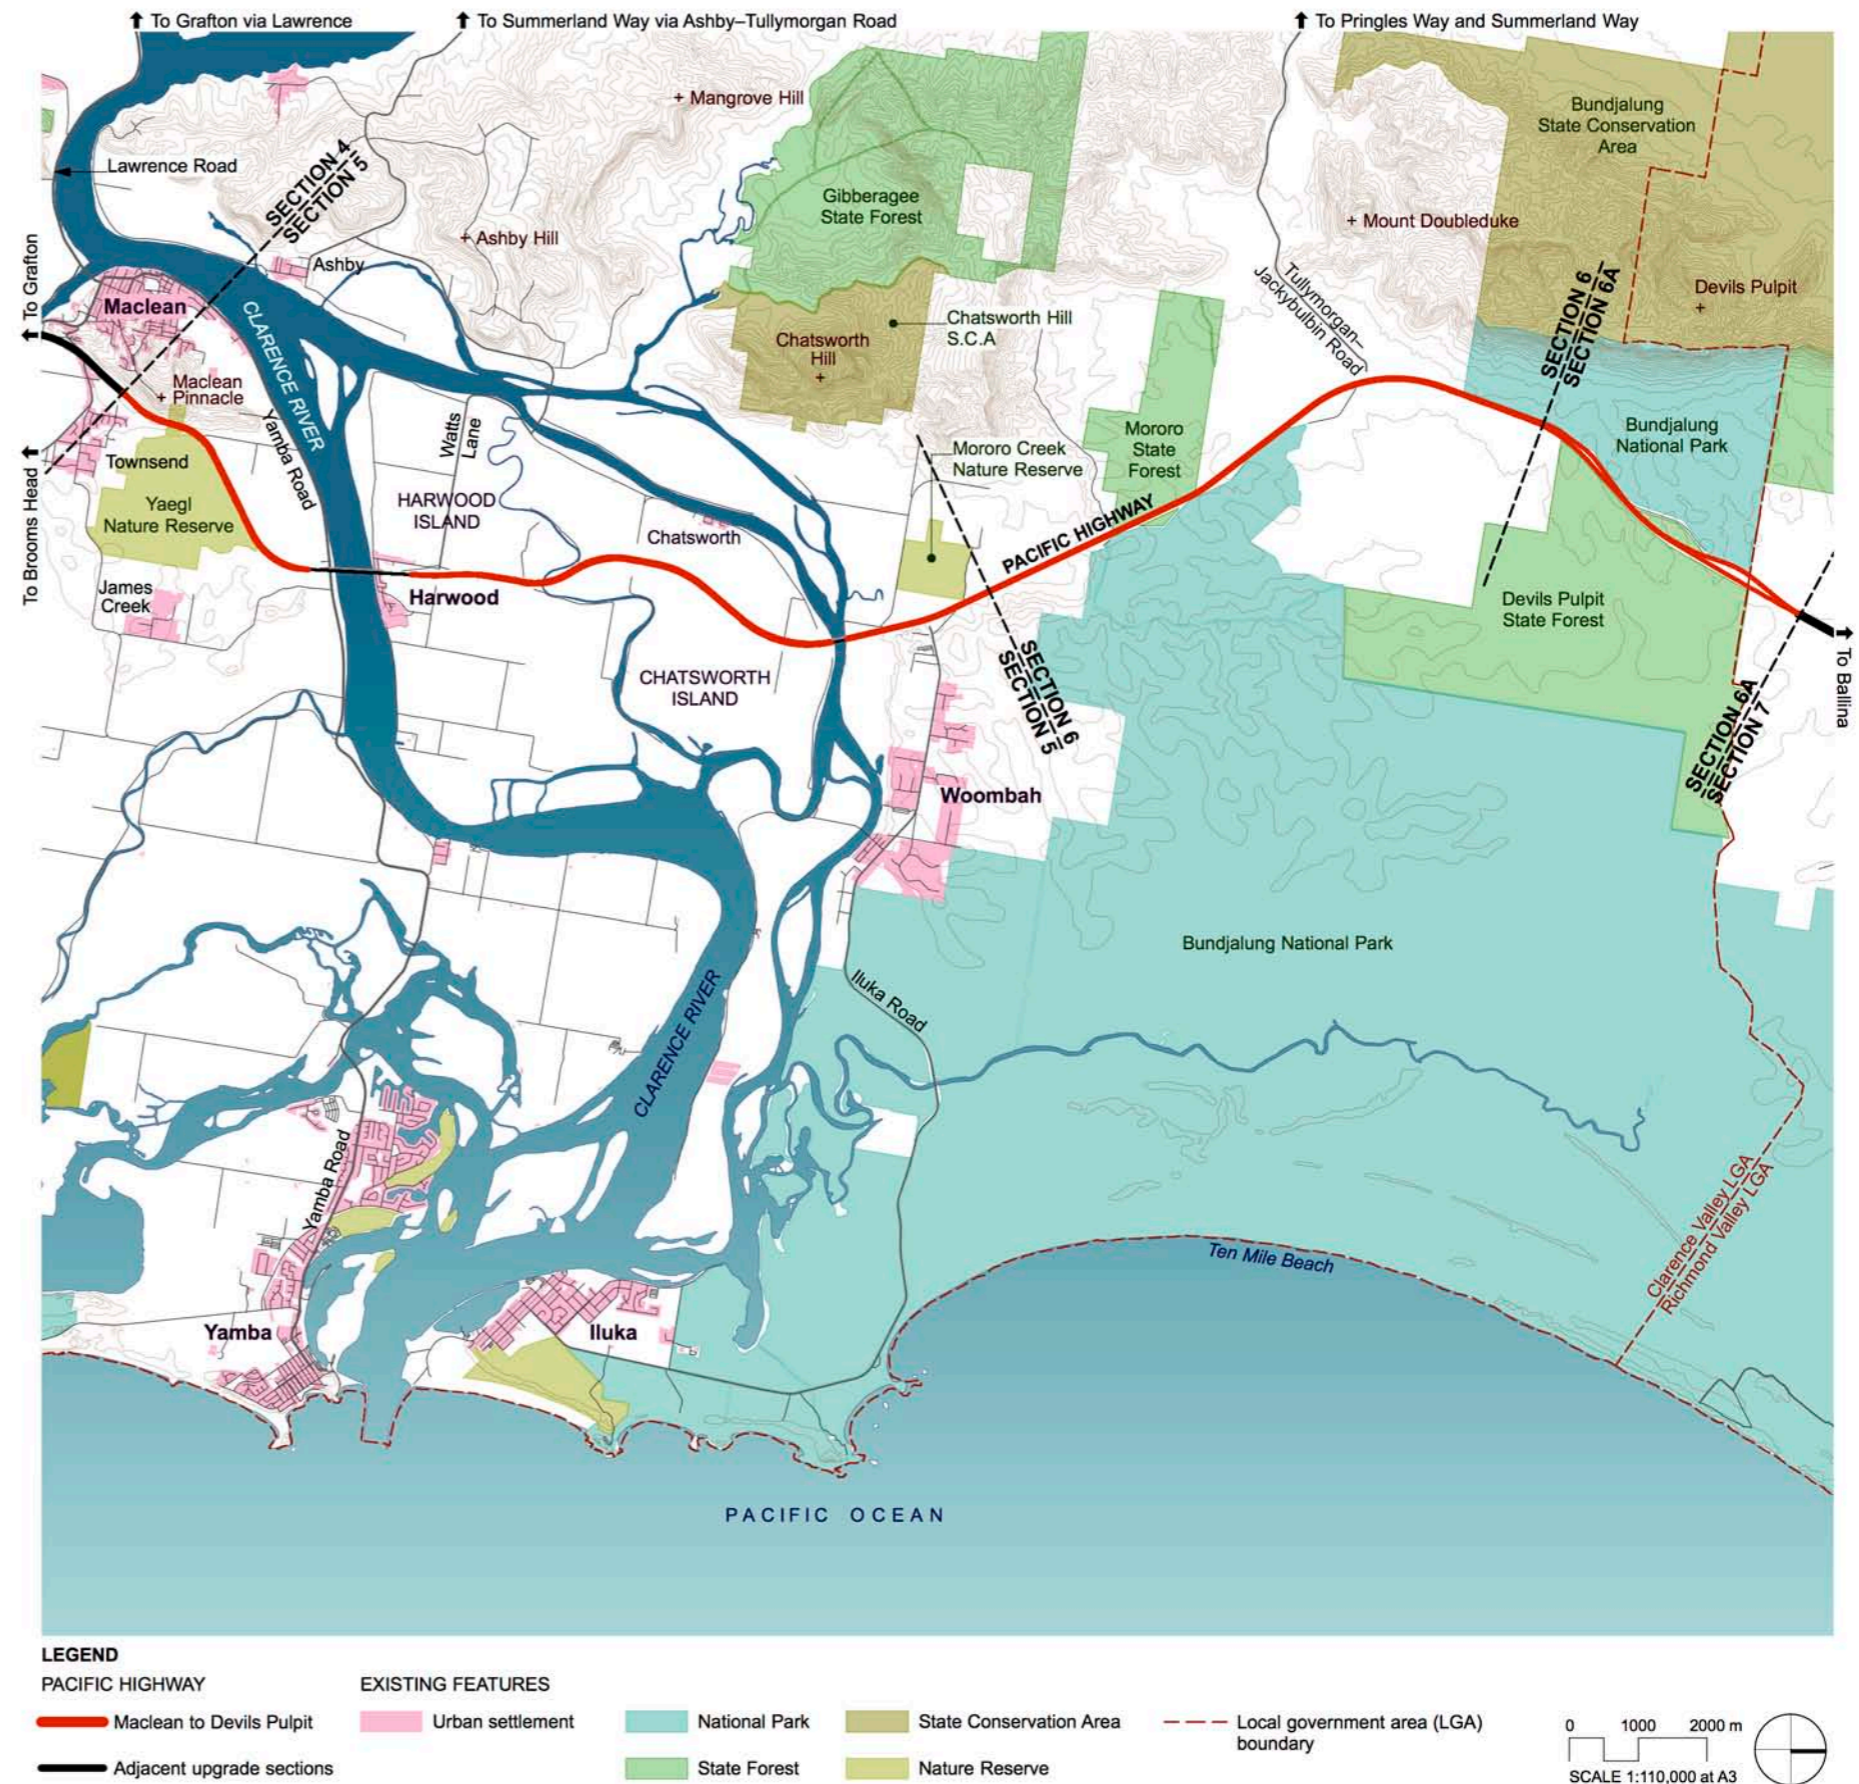 To Grafton via Lawrence
To Summerland Way via Ashby–Tullymorgan Road
To Pringles Way and Summerland Way
Mangrove Hill
Bundjalung
State Conservation
Area
Lawrence Road
SECTION 4
SECTION 5
Gibberagee
State Forest
Mount Doubleduke
Ashby Hill
To Grafton
Ashby
Maclean
CLARENCE RIVER
Tullymorgan–
Jackybulbin Road
SECTION 6
SECTION 6A
Devils Pulpit
Chatsworth Hill
S.C.A
Chatsworth
Hill
Maclean
Pinnacle
Yamba Road
Watts
Lane
Mororo
State
Forest
Bundjalung
National Park
Mororo Creek
Nature Reserve
Townsend
To Brooms Head
Yaegl
Nature Reserve
HARWOOD
ISLAND
Chatsworth
PACIFIC HIGHWAY
James
Creek
Harwood
Devils Pulpit
State Forest
To Ballina
CHATSWORTH
ISLAND
SECTION 6
SECTION 5
SECTION 6A
SECTION 7
Woombah
Bundjalung National Park
Iluka Road
CLARENCE RIVER
Yamba Road
Clarence Valley LGA
Richmond Valley LGA
Ten Mile Beach
Yamba
Iluka
PACIFIC OCEAN
LEGEND
PACIFIC HIGHWAY
EXISTING FEATURES
Maclean to Devils Pulpit
Urban settlement
National Park
State Conservation Area
Local government area (LGA)
boundary
0 1000 2000 m
Adjacent upgrade sections
State Forest
Nature Reserve
SCALE 1:110,000 at A3